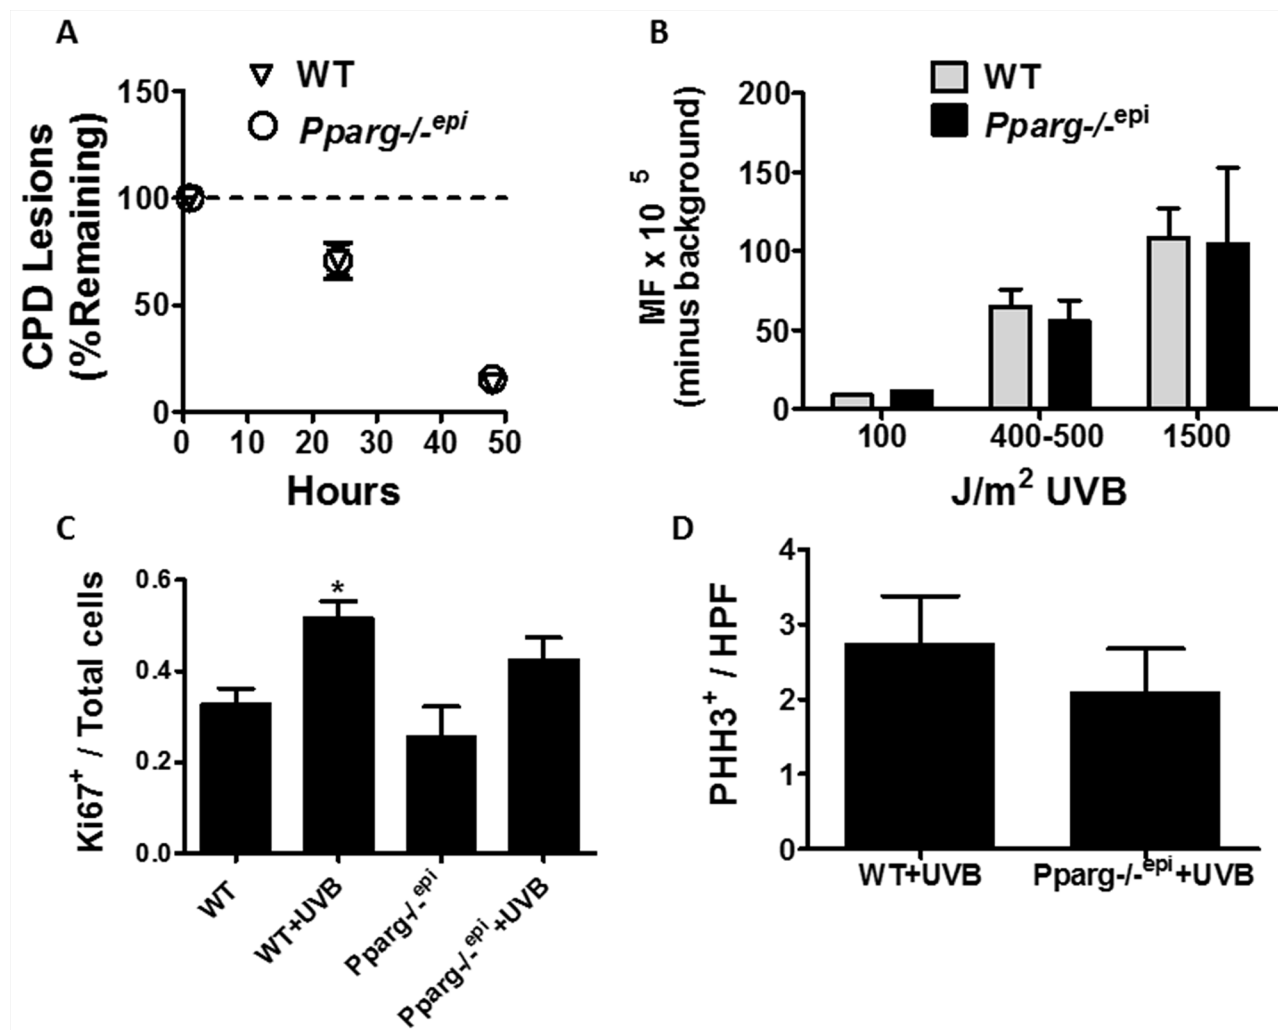 A
WT
Pparg-/-epi
150
100
50
0
0 10 20 30 40 50
CPD Lesions
(%Remaining)
Hours
B
WT
Pparg-/-epi
200
150
100
50
0
MF x 10 5
(minus background)
100 400-500 1500
J/m2 UVB
C
0.6
0.4
0.2
0.0
*
Ki67+ / Total cells
WT
WT+UVB
Pparg-/-epi
Pparg-/-epi+UVB
D
4
3
2
1
0
PHH3+ / HPF
WT+UVB Pparg-/-epi+UVB